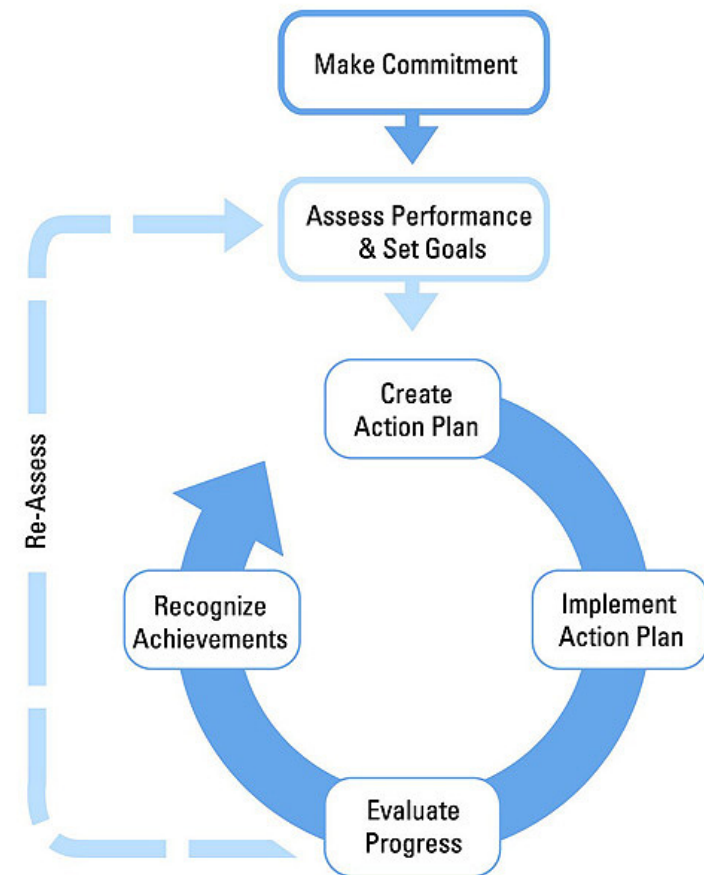 Make Commitment
Assess Performance
& Set Goals
Create
Action Plan
Re-Assess
Recognize
Achievements
Implement
Action Plan
Evaluate
Progress